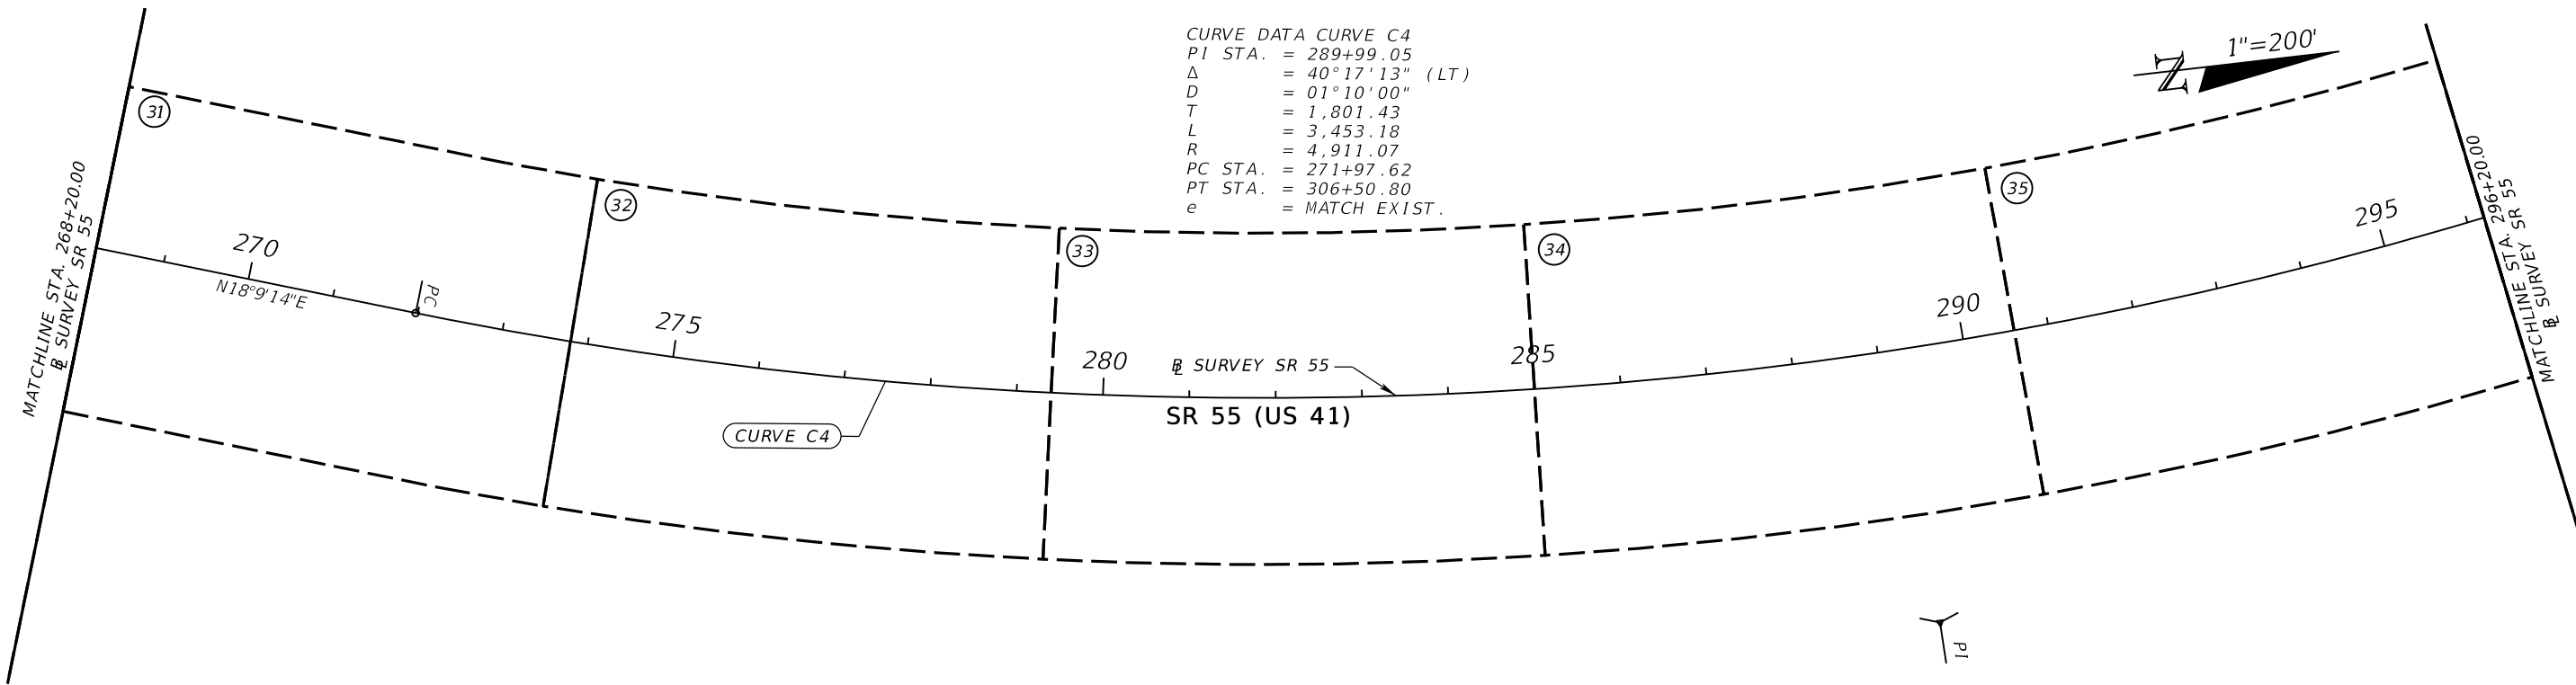 CURVE DATA CURVE C4
PI STA. = 289+99.05
Δ = 40°17'13" (LT)
D = 01°10'00"
T = 1,801.43
L = 3,453.18
R = 4,911.07
PC STA. = 271+97.62
PT STA. = 306+50.80
e = MATCH EXIST.
N
1"=200'
MATCHLINE STA. 268+20.00
BL SURVEY SR 55
31
32
33
34
35
270
N18°9'14"E
PC
275
280
BL SURVEY SR 55
285
290
295
SR 55 (US 41)
CURVE C4
MATCHLINE STA. 296+20.00
BL SURVEY SR 55
PI